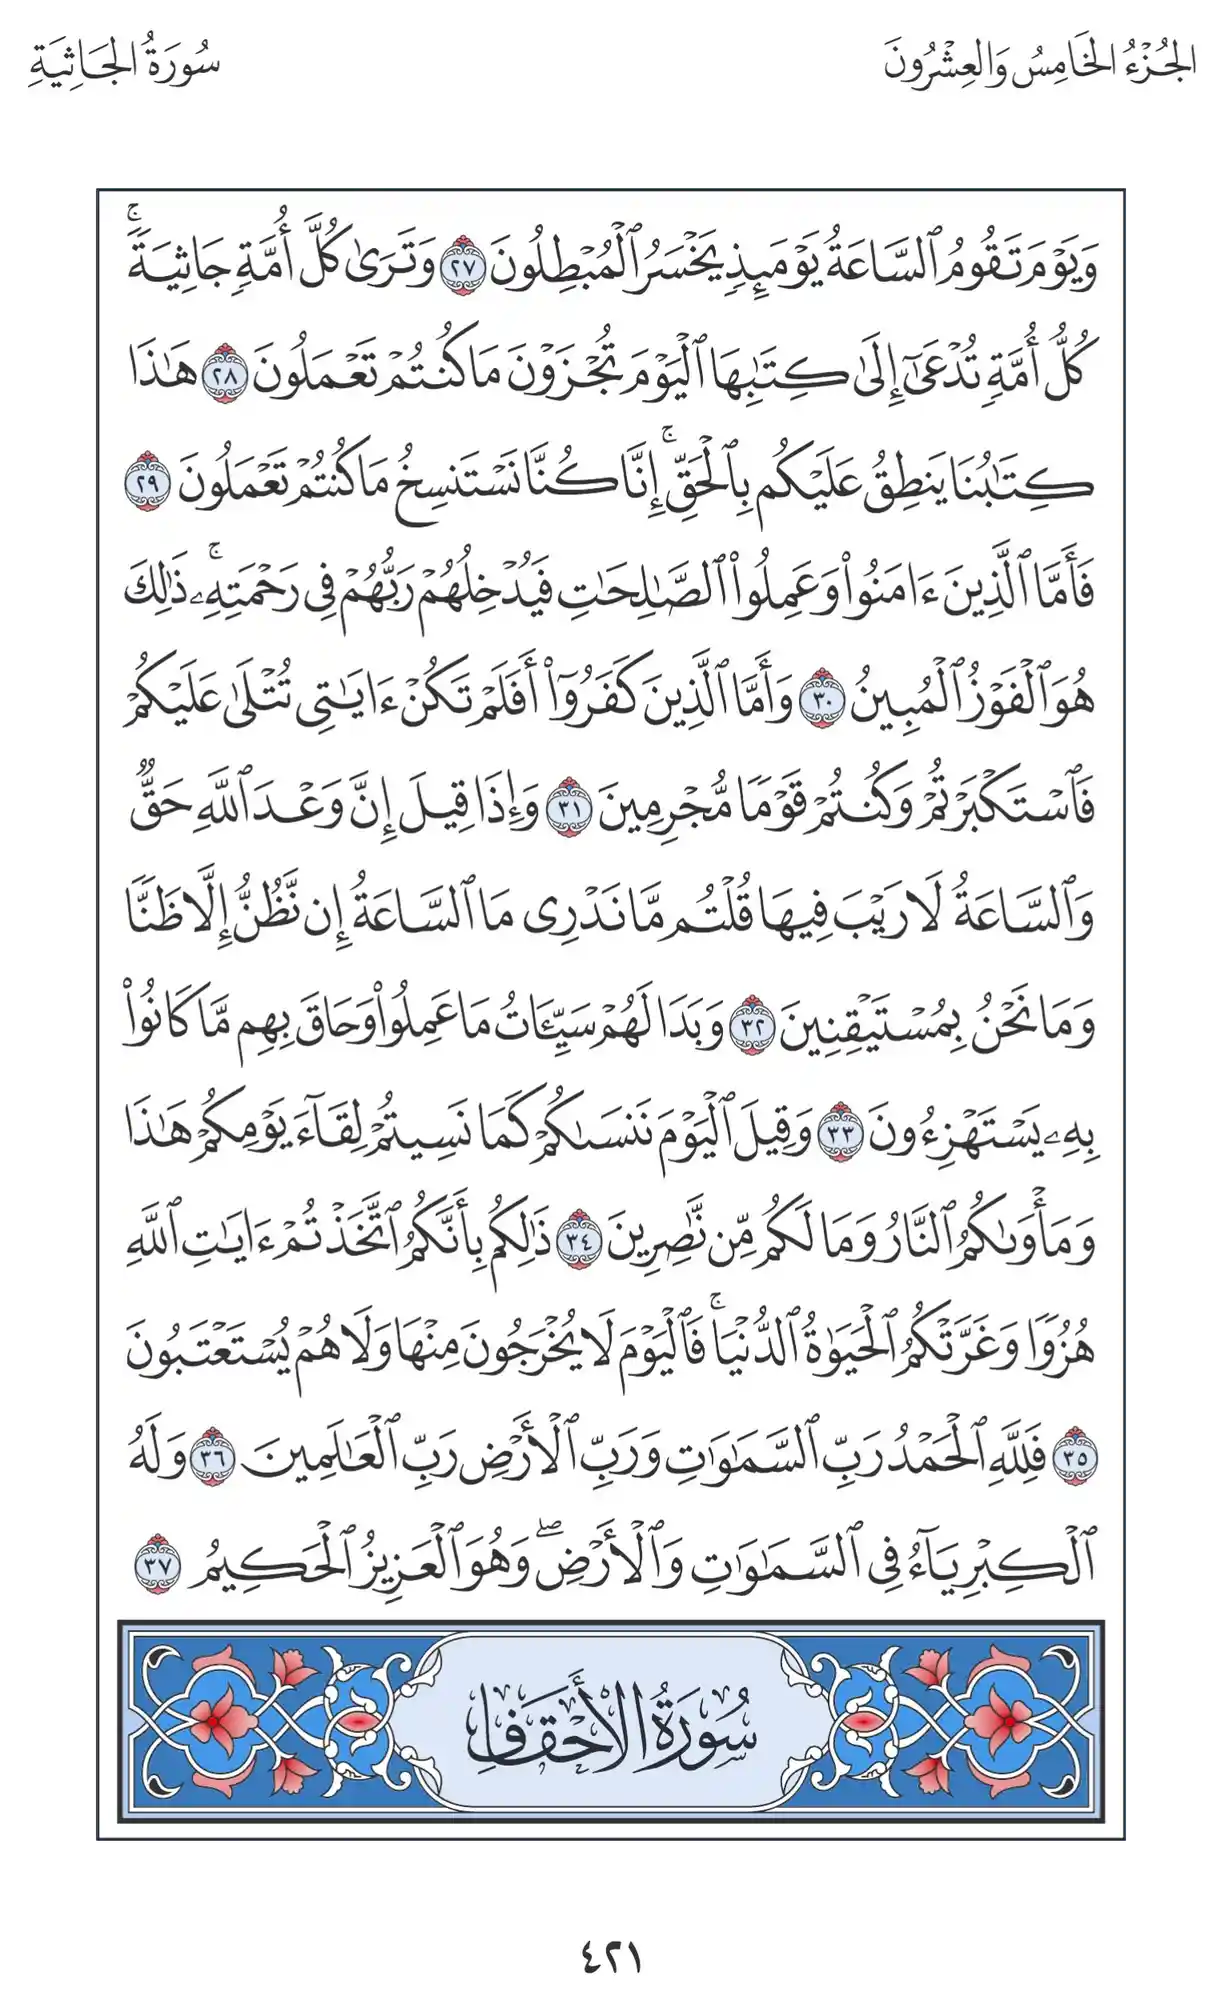 الجُزْءُ الخَامِسُ وَالعِشْرُونَ
سُورَةُ الجَاثِيَةِ
وَيَوْمَ تَقُومُ ٱلسَّاعَةُ يَوْمَئِذٍ يَخْسَرُ ٱلْمُبْطِلُونَ ٢٧ وَتَرَىٰ كُلَّ أُمَّةٍ جَاثِيَةًۚ
كُلُّ أُمَّةٍ تُدْعَىٰٓ إِلَىٰ كِتَٰبِهَا ٱلْيَوْمَ تُجْزَوْنَ مَا كُنتُمْ تَعْمَلُونَ ٢٨ هَٰذَا
كِتَٰبُنَا يَنطِقُ عَلَيْكُم بِٱلْحَقِّۚ إِنَّا كُنَّا نَسْتَنسِخُ مَا كُنتُمْ تَعْمَلُونَ ٢٩
فَأَمَّا ٱلَّذِينَ ءَامَنُوا۟ وَعَمِلُوا۟ ٱلصَّٰلِحَٰتِ فَيُدْخِلُهُمْ رَبُّهُمْ فِى رَحْمَتِهِۦۚ ذَٰلِكَ
هُوَ ٱلْفَوْزُ ٱلْمُبِينُ ٣٠ وَأَمَّا ٱلَّذِينَ كَفَرُوٓا۟ أَفَلَمْ تَكُنْ ءَايَٰتِى تُتْلَىٰ عَلَيْكُمْ
فَٱسْتَكْبَرْتُمْ وَكُنتُمْ قَوْمًا مُّجْرِمِينَ ٣١ وَإِذَا قِيلَ إِنَّ وَعْدَ ٱللَّهِ حَقٌّ
وَٱلسَّاعَةُ لَا رَيْبَ فِيهَا قُلْتُم مَّا نَدْرِى مَا ٱلسَّاعَةُ إِن نَّظُنُّ إِلَّا ظَنًّا
وَمَا نَحْنُ بِمُسْتَيْقِنِينَ ٣٢ وَبَدَا لَهُمْ سَيِّـَٔاتُ مَا عَمِلُوا۟ وَحَاقَ بِهِم مَّا كَانُوا۟
بِهِۦ يَسْتَهْزِءُونَ ٣٣ وَقِيلَ ٱلْيَوْمَ نَنسَىٰكُمْ كَمَا نَسِيتُمْ لِقَآءَ يَوْمِكُمْ هَٰذَا
وَمَأْوَىٰكُمُ ٱلنَّارُ وَمَا لَكُم مِّن نَّٰصِرِينَ ٣٤ ذَٰلِكُم بِأَنَّكُمُ ٱتَّخَذْتُمْ ءَايَٰتِ ٱللَّهِ
هُزُوًا وَغَرَّتْكُمُ ٱلْحَيَوٰةُ ٱلدُّنْيَاۚ فَٱلْيَوْمَ لَا يُخْرَجُونَ مِنْهَا وَلَا هُمْ يُسْتَعْتَبُونَ
٣٥ فَلِلَّهِ ٱلْحَمْدُ رَبِّ ٱلسَّمَٰوَٰتِ وَرَبِّ ٱلْأَرْضِ رَبِّ ٱلْعَٰلَمِينَ ٣٦ وَلَهُ
ٱلْكِبْرِيَآءُ فِى ٱلسَّمَٰوَٰتِ وَٱلْأَرْضِۖ وَهُوَ ٱلْعَزِيزُ ٱلْحَكِيمُ ٣٧
سُورَةُ الأَحْقَافِ
٤٢١